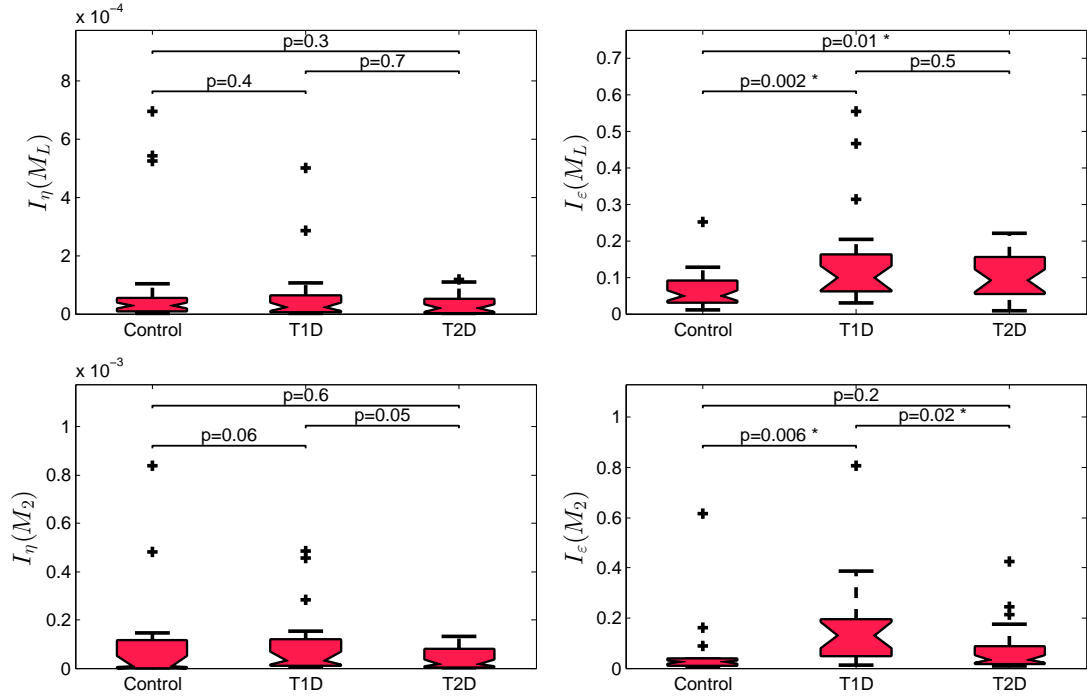 x 10⁻⁴
p=0.3
p=0.7
p=0.4
8
6
4
2
0
I_η(M_L)
Control T1D T2D
p=0.01 *
p=0.5
p=0.002 *
0.7
0.6
0.5
0.4
0.3
0.2
0.1
0
I_ε(M_L)
Control T1D T2D
x 10⁻³
p=0.6
p=0.05
p=0.06
1
0.8
0.6
0.4
0.2
0
I_η(M_2)
Control T1D T2D
p=0.2
p=0.02 *
p=0.006 *
1
0.8
0.6
0.4
0.2
0
I_ε(M_2)
Control T1D T2D